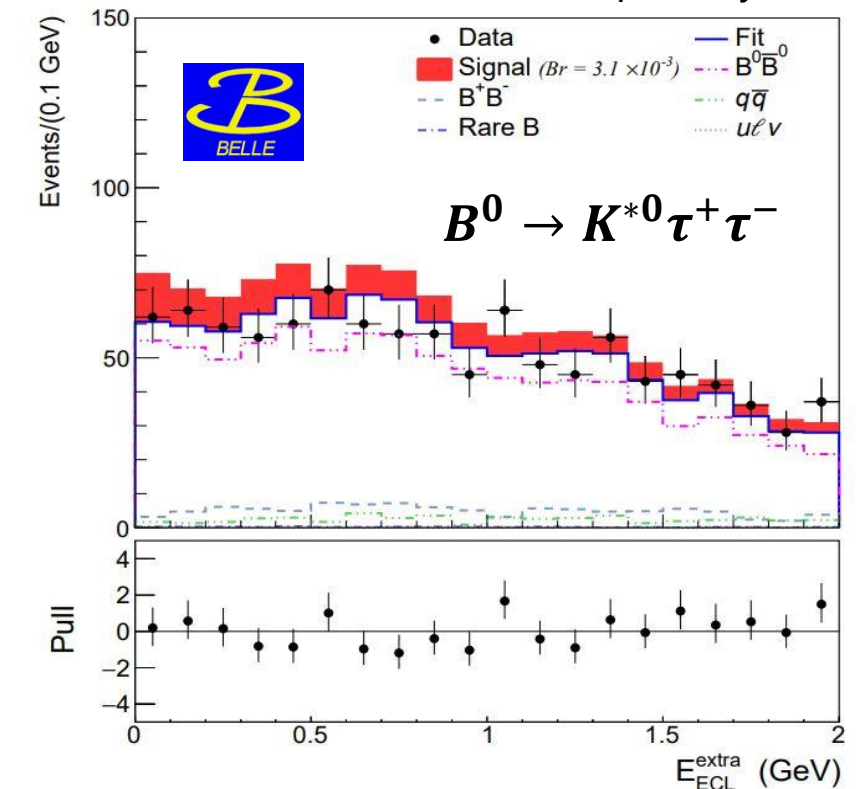 150
Events/(0.1 GeV)
Data
Fit
Signal (Br = 3.1 ×10⁻³)
B⁰B̅⁰
B⁺B⁻
qq̅
Rare B
uℓν
BELLE
100
B⁰ → K*⁰τ⁺τ⁻
50
0
4
2
0
−2
−4
Pull
0 0.5 1 1.5 2
E_ECL^extra (GeV)